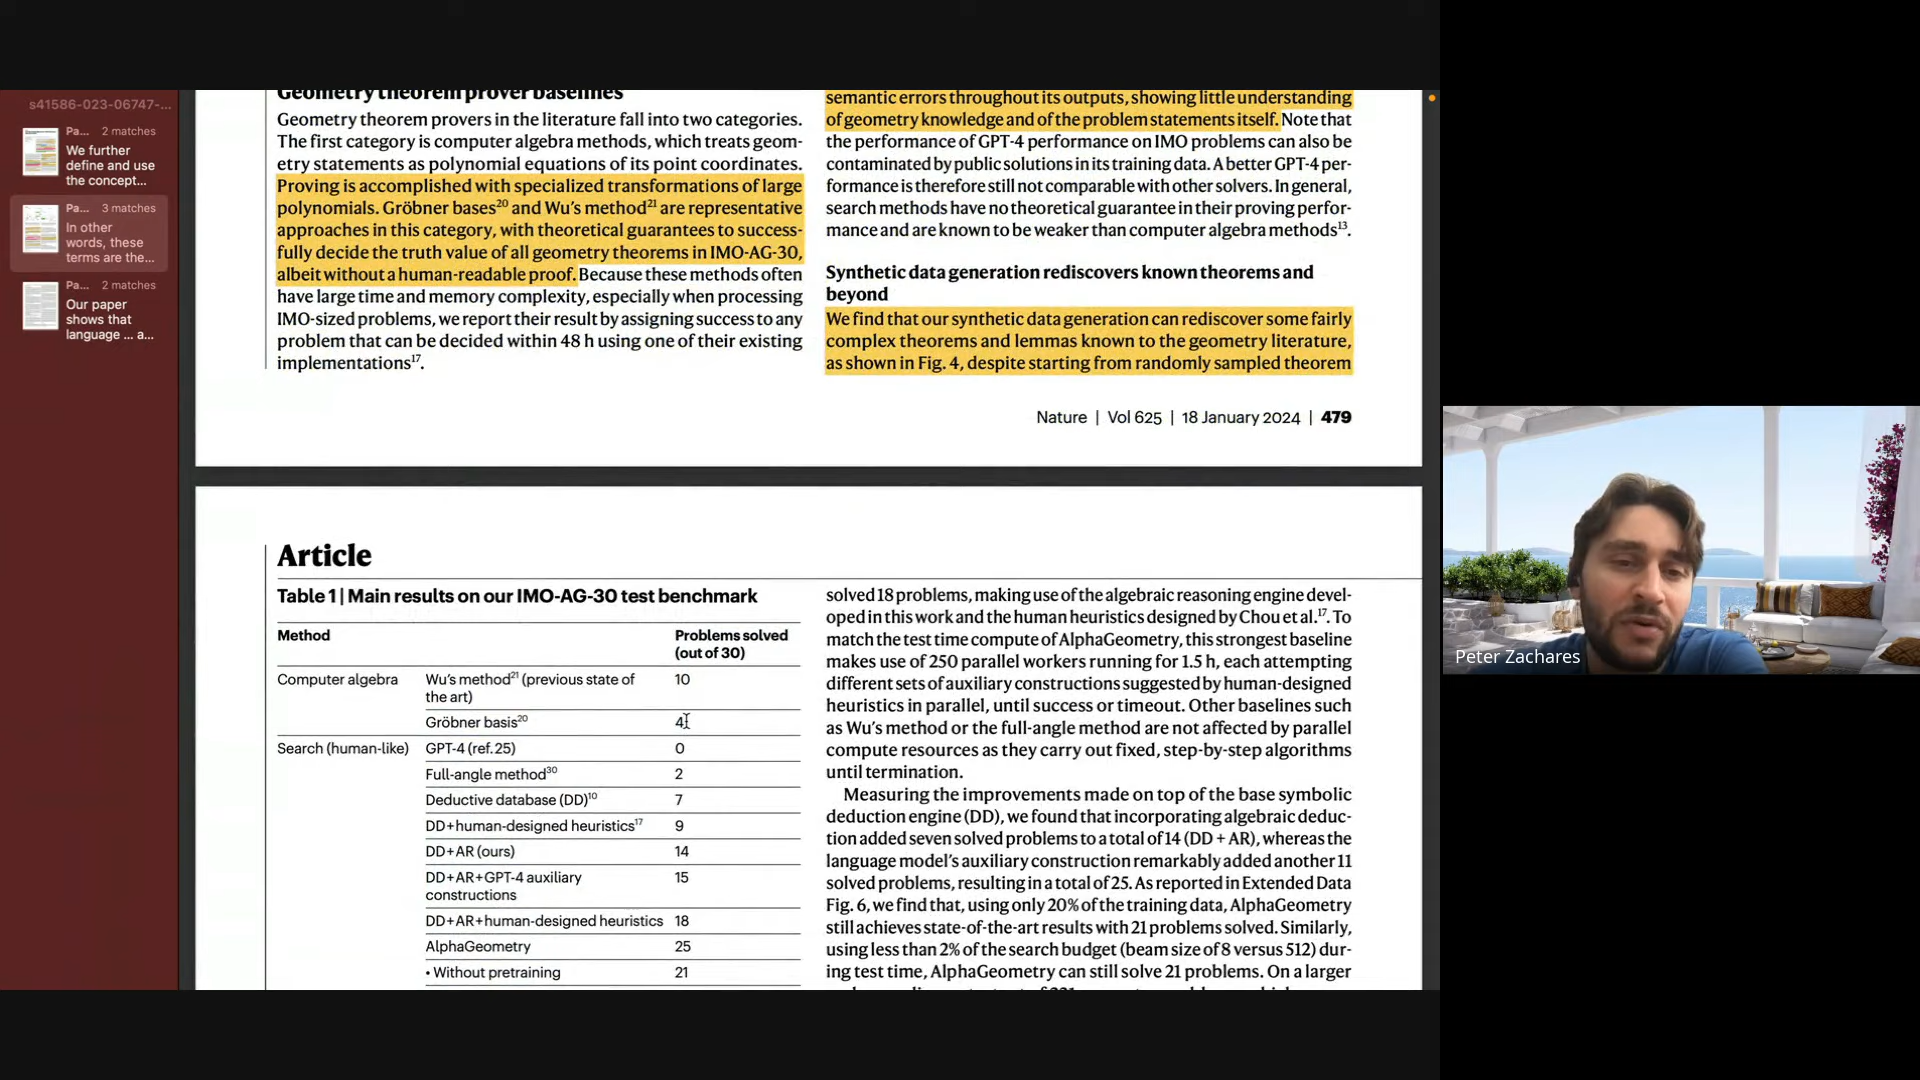 s41586-023-06747-...
Pa... 2 matches
We further
define and use
the concept...
Pa... 3 matches
In other
words, these
terms are the...
Pa... 2 matches
Our paper
shows that
language ... a...
Geometry theorem prover baselines
Geometry theorem provers in the literature fall into two categories.
The first category is computer algebra methods, which treats geom-
etry statements as polynomial equations of its point coordinates.
Proving is accomplished with specialized transformations of large
polynomials. Gröbner bases20 and Wu's method21 are representative
approaches in this category, with theoretical guarantees to success-
fully decide the truth value of all geometry theorems in IMO-AG-30,
albeit without a human-readable proof. Because these methods often
have large time and memory complexity, especially when processing
IMO-sized problems, we report their result by assigning success to any
problem that can be decided within 48 h using one of their existing
implementations17.
semantic errors throughout its outputs, showing little understanding
of geometry knowledge and of the problem statements itself. Note that
the performance of GPT-4 performance on IMO problems can also be
contaminated by public solutions in its training data. A better GPT-4 per-
formance is therefore still not comparable with other solvers. In general,
search methods have no theoretical guarantee in their proving perfor-
mance and are known to be weaker than computer algebra methods13.
Synthetic data generation rediscovers known theorems and
beyond
We find that our synthetic data generation can rediscover some fairly
complex theorems and lemmas known to the geometry literature,
as shown in Fig. 4, despite starting from randomly sampled theorem
Nature | Vol 625 | 18 January 2024 | 479
Article
Table 1 | Main results on our IMO-AG-30 test benchmark
Method Problems solved
(out of 30)
Computer algebra Wu's method21 (previous state of 10
the art)
Gröbner basis20 4
Search (human-like) GPT-4 (ref. 25) 0
Full-angle method30 2
Deductive database (DD)10 7
DD+human-designed heuristics17 9
DD+AR (ours) 14
DD+AR+GPT-4 auxiliary 15
constructions
DD+AR+human-designed heuristics 18
AlphaGeometry 25
• Without pretraining 21
solved 18 problems, making use of the algebraic reasoning engine devel-
oped in this work and the human heuristics designed by Chou et al.17. To
match the test time compute of AlphaGeometry, this strongest baseline
makes use of 250 parallel workers running for 1.5 h, each attempting
different sets of auxiliary constructions suggested by human-designed
heuristics in parallel, until success or timeout. Other baselines such
as Wu's method or the full-angle method are not affected by parallel
compute resources as they carry out fixed, step-by-step algorithms
until termination.
Measuring the improvements made on top of the base symbolic
deduction engine (DD), we found that incorporating algebraic deduc-
tion added seven solved problems to a total of 14 (DD + AR), whereas the
language model's auxiliary construction remarkably added another 11
solved problems, resulting in a total of 25. As reported in Extended Data
Fig. 6, we find that, using only 20% of the training data, AlphaGeometry
still achieves state-of-the-art results with 21 problems solved. Similarly,
using less than 2% of the search budget (beam size of 8 versus 512) dur-
ing test time, AlphaGeometry can still solve 21 problems. On a larger
Peter Zachares